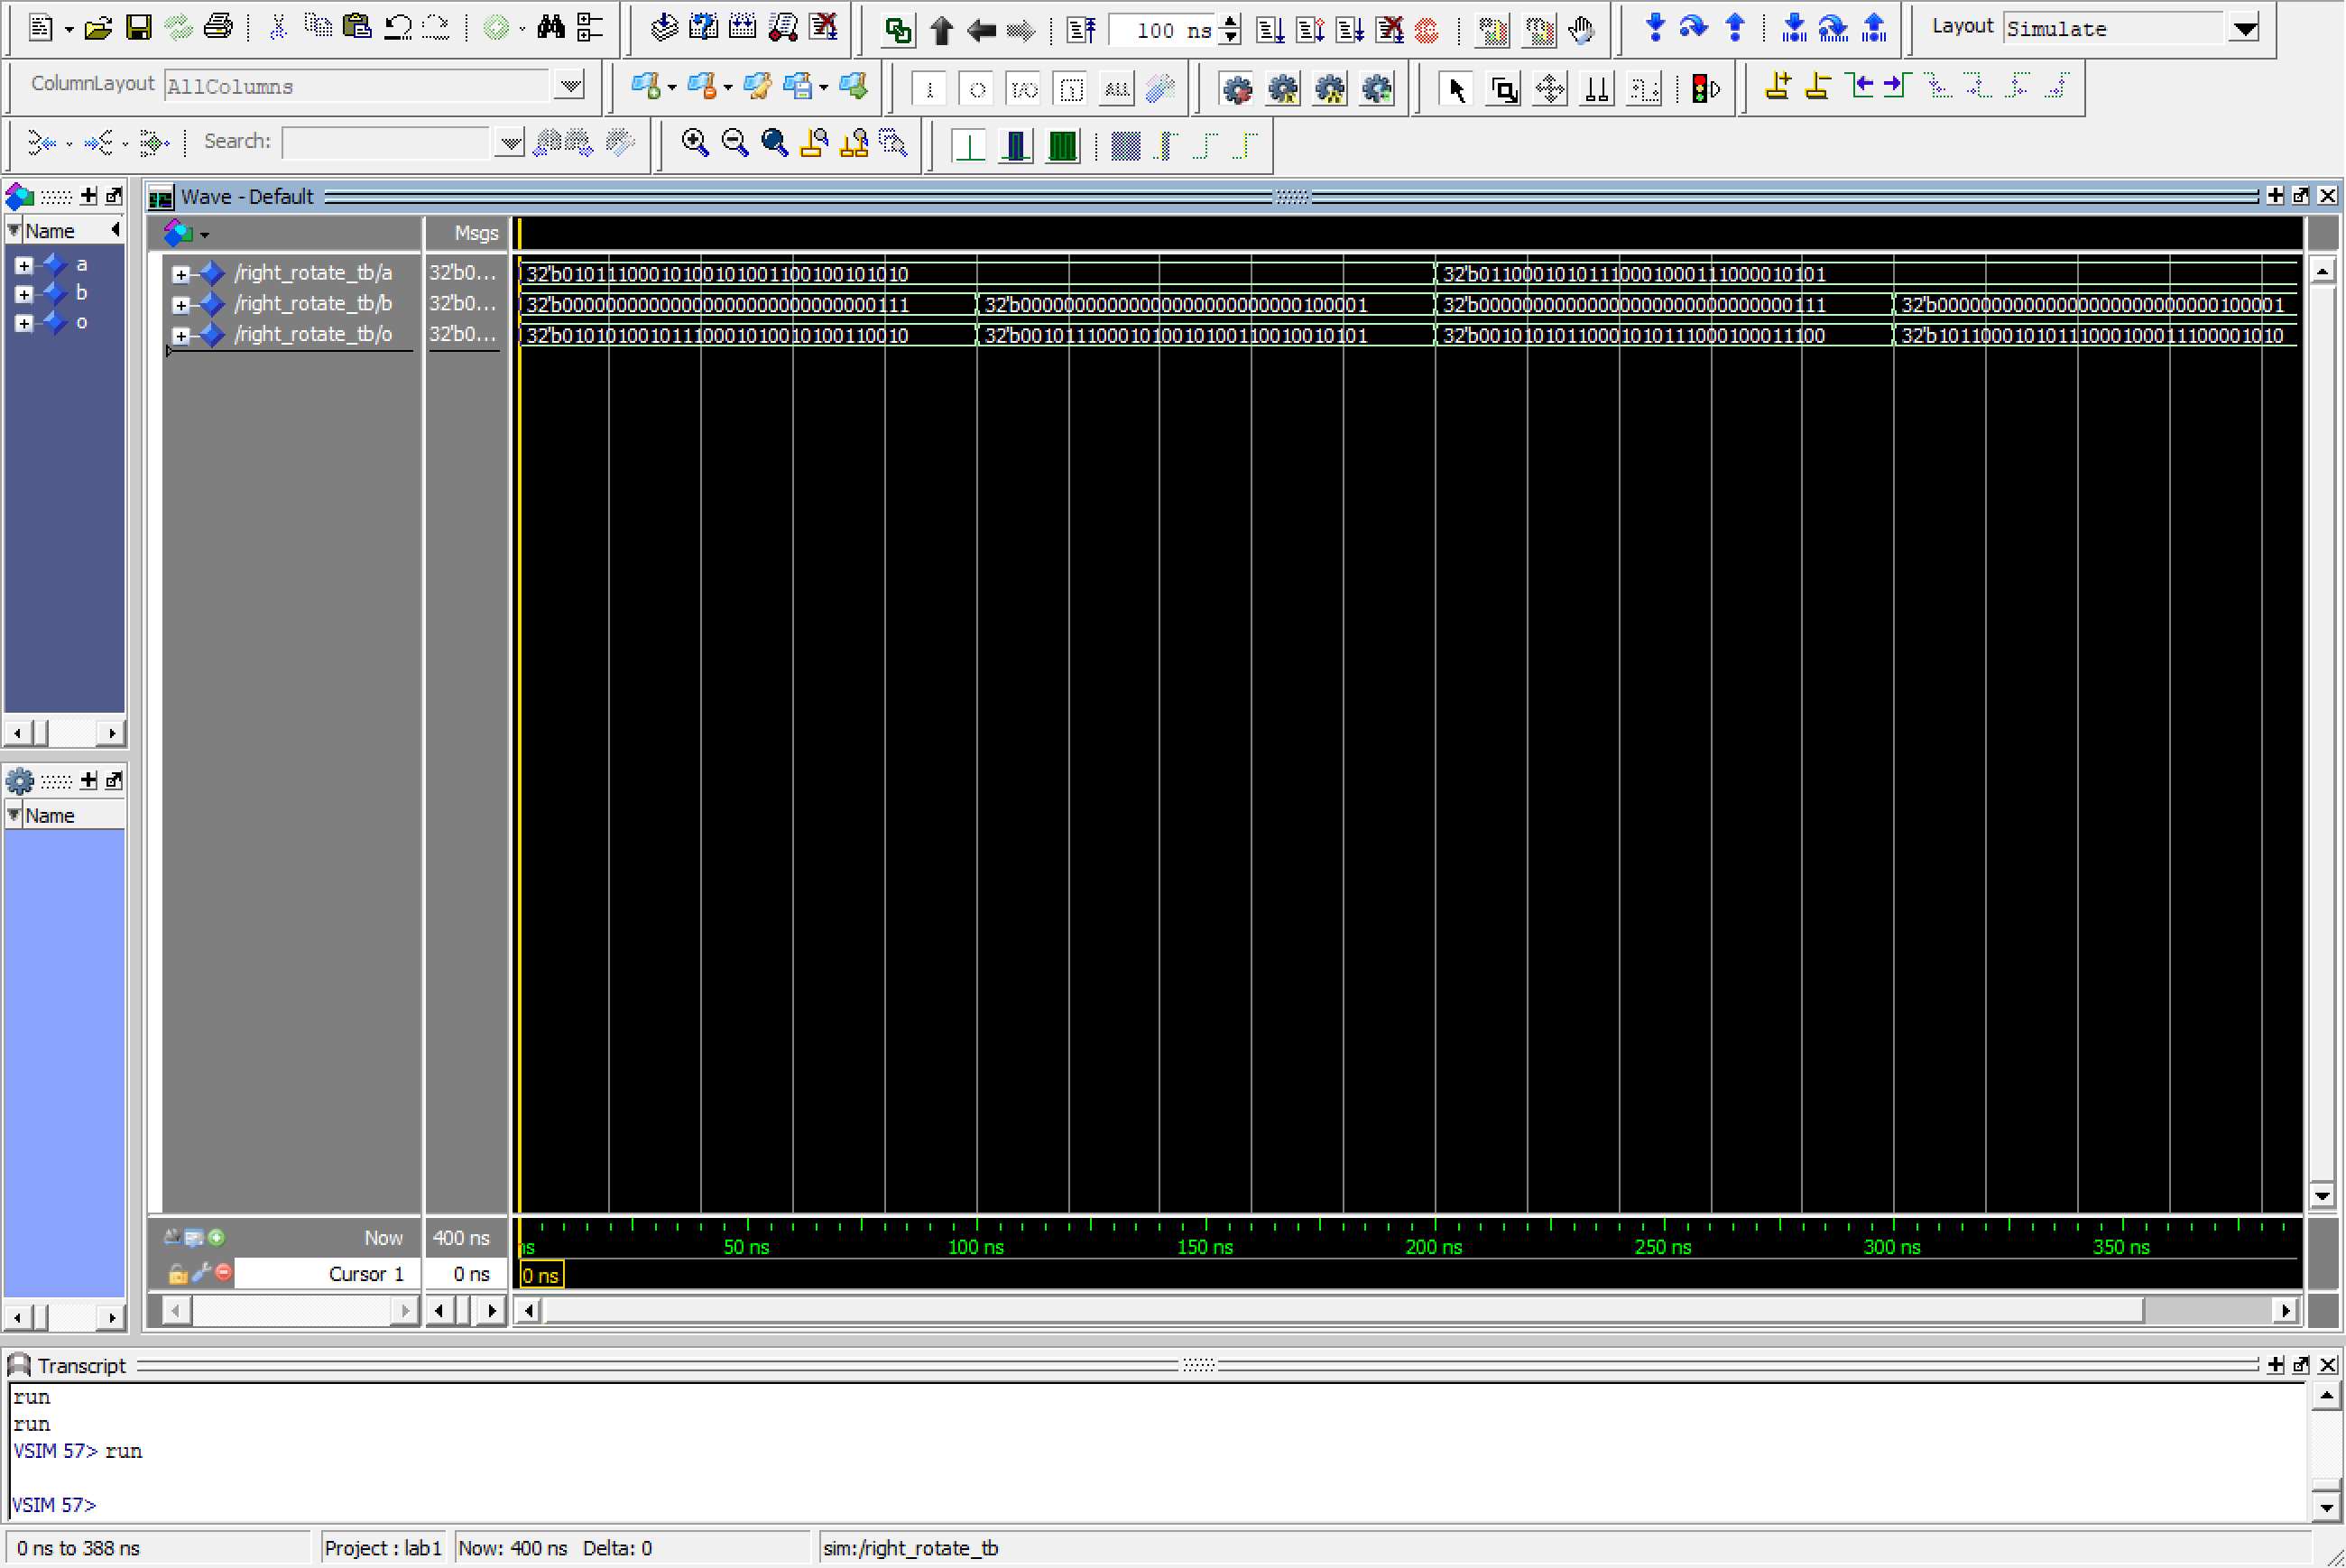 100 ns
Layout Simulate
ColumnLayout AllColumns
Search:
Wave - Default
Name
a
b
o
Name
Msgs
/right_rotate_tb/a 32'b0... 32'b01011100010100101001100100101010 32'b01100010101110001000111000010101
/right_rotate_tb/b 32'b0... 32'b00000000000000000000000000000111 32'b00000000000000000000000000100001 32'b00000000000000000000000000000111 32'b00000000000000000000000000100001
/right_rotate_tb/o 32'b0... 32'b01010100101110001010010100110010 32'b00101110001010010100110010010101 32'b00101010110001010111000100011100 32'b10110001010111000100011100001010
Now 400 ns ns 50 ns 100 ns 150 ns 200 ns 250 ns 300 ns 350 ns
Cursor 1 0 ns 0 ns
Transcript
run
run
VSIM 57> run
VSIM 57>
0 ns to 388 ns Project : lab1 Now: 400 ns Delta: 0 sim:/right_rotate_tb